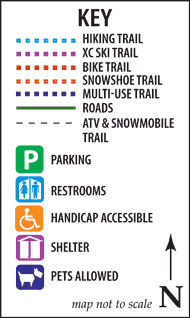 KEY
HIKING TRAIL
XC SKI TRAIL
BIKE TRAIL
SNOWSHOE TRAIL
MULTI-USE TRAIL
ROADS
ATV & SNOWMOBILE
TRAIL
P PARKING
RESTROOMS
HANDICAP ACCESSIBLE
SHELTER
PETS ALLOWED
map not to scale N